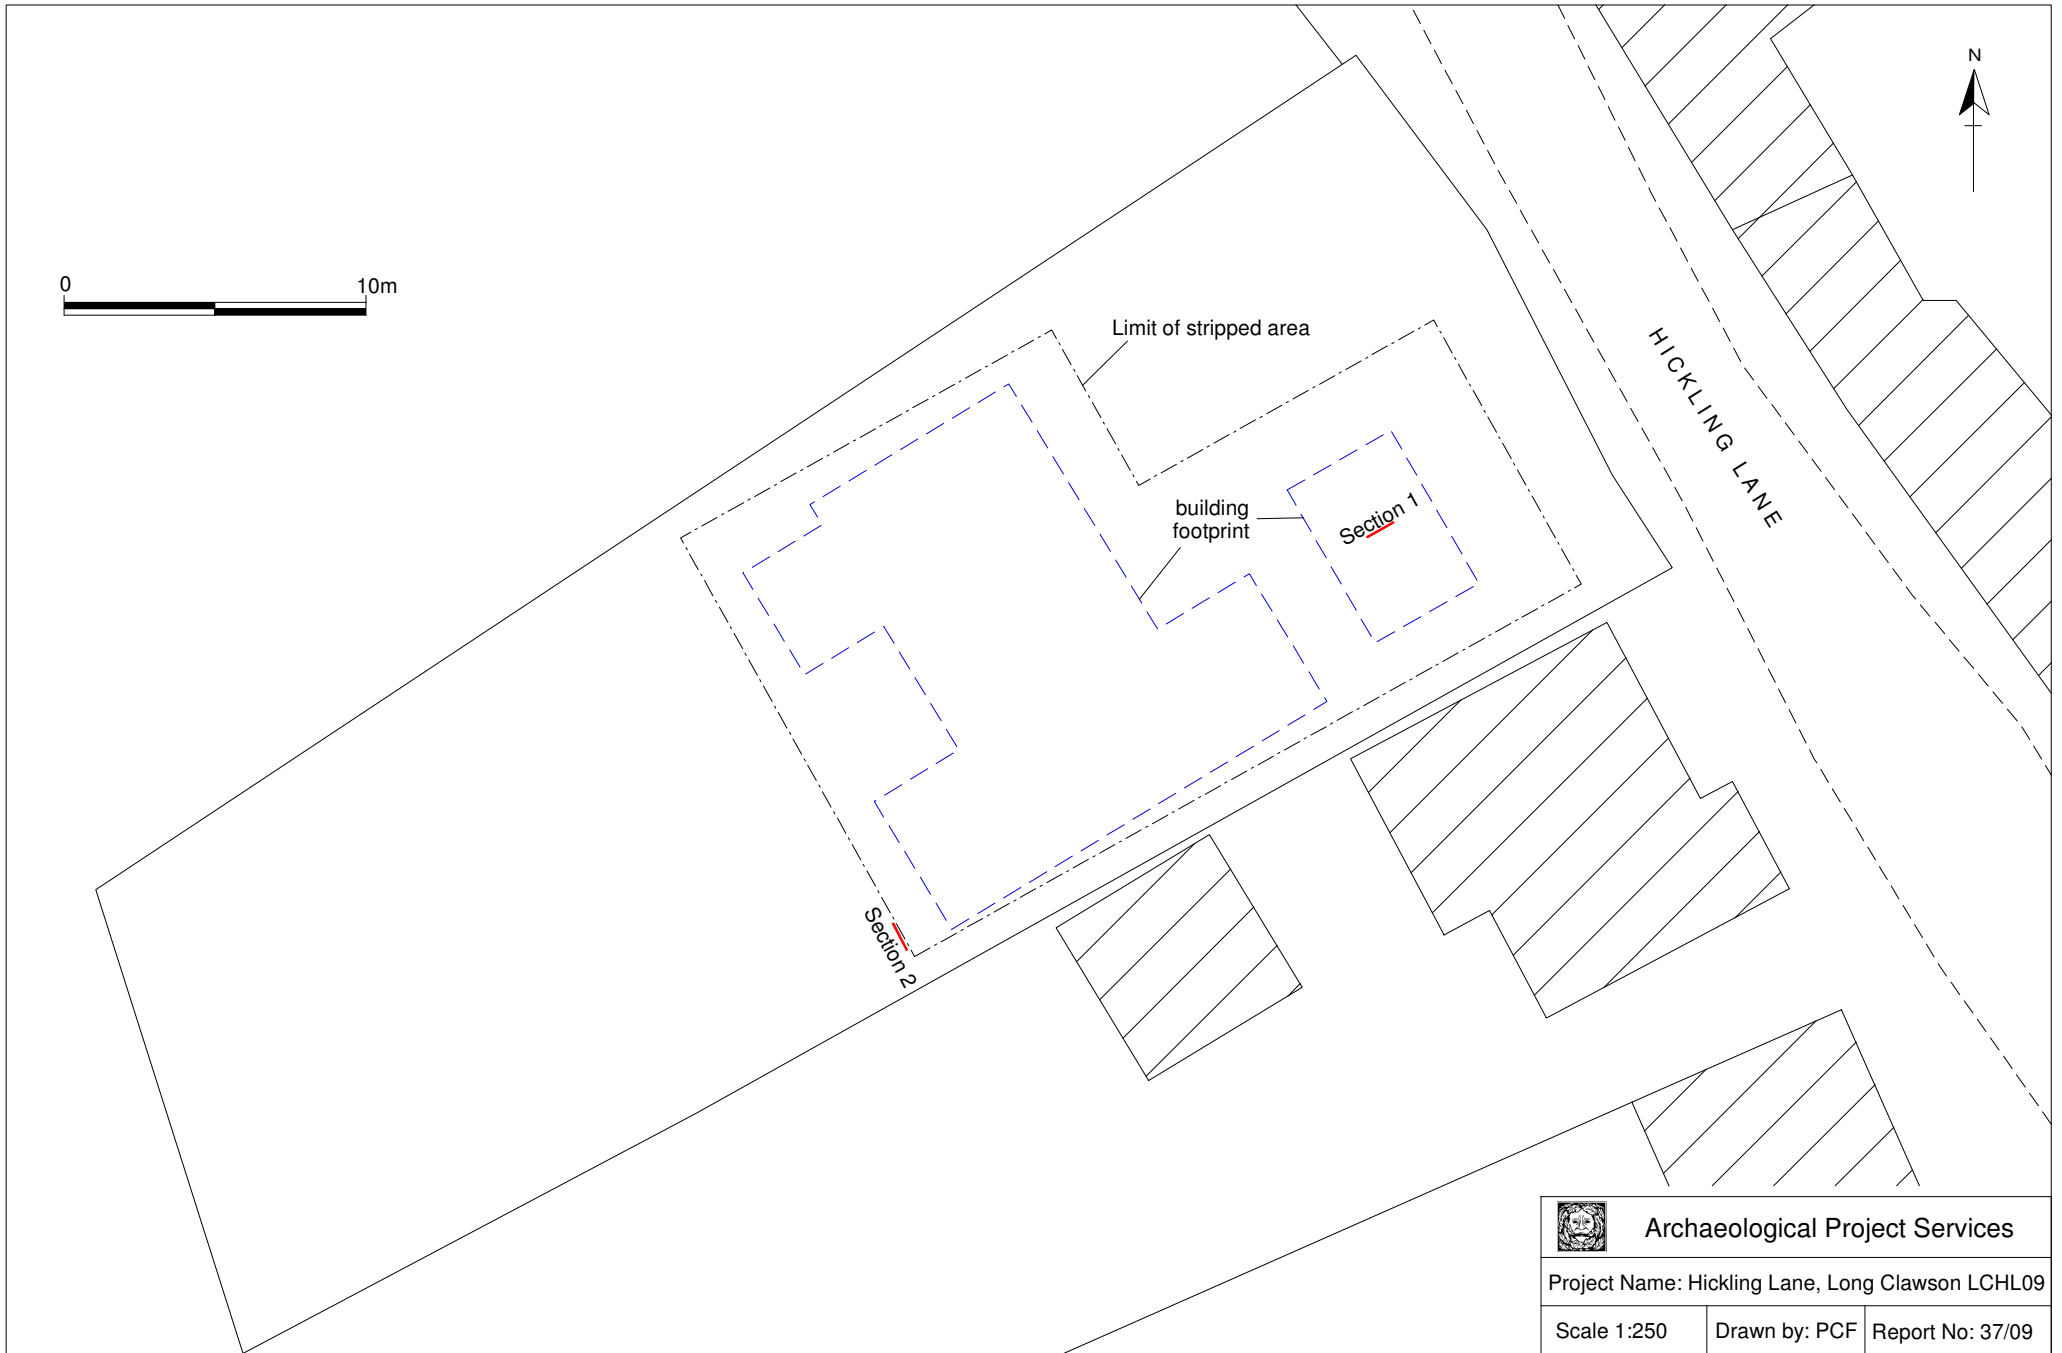 N
0 10m
Limit of stripped area
HICKLING LANE
building
footprint
Section 1
Section 2
Archaeological Project Services
Project Name: Hickling Lane, Long Clawson LCHL09
Scale 1:250
Drawn by: PCF
Report No: 37/09